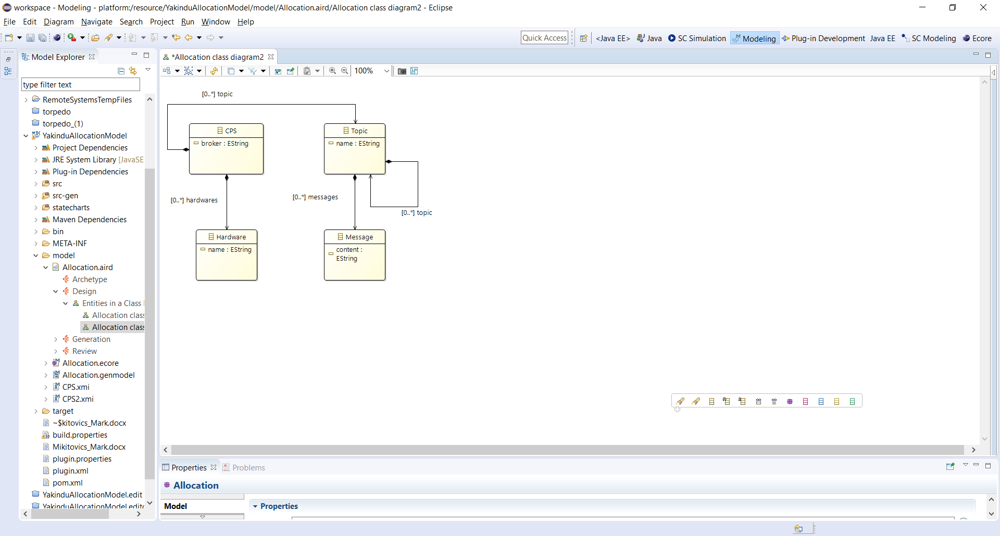 workspace - Modeling - platform:/resource/YakinduAllocationModel/model/Allocation.aird/Allocation class diagram2 - Eclipse
File Edit Diagram Navigate Search Project Run Window Help
Quick Access <Java EE> Java SC Simulation Modeling Plug-in Development Java EE SC Modeling Ecore
Model Explorer
type filter text
RemoteSystemsTempFiles
torpedo
torpedo_(1)
YakinduAllocationModel
Project Dependencies
JRE System Library [JavaSE
Plug-in Dependencies
src
src-gen
statecharts
Maven Dependencies
bin
META-INF
model
Allocation.aird
Archetype
Design
Entities in a Class
Allocation class
Allocation class
Generation
Review
Allocation.ecore
Allocation.genmodel
CPS.xmi
CPS2.xmi
target
~$kitovics_Mark.docx
build.properties
Mikitovics_Mark.docx
plugin.properties
plugin.xml
pom.xml
YakinduAllocationModel.edit
YakinduAllocationModel.edito
*Allocation class diagram2
100%
[0..*] topic
CPS
broker : EString
Topic
name : EString
[0..*] hardwares
[0..*] messages
[0..*] topic
Hardware
name : EString
Message
content :
EString
Properties
Problems
Allocation
Model
Properties